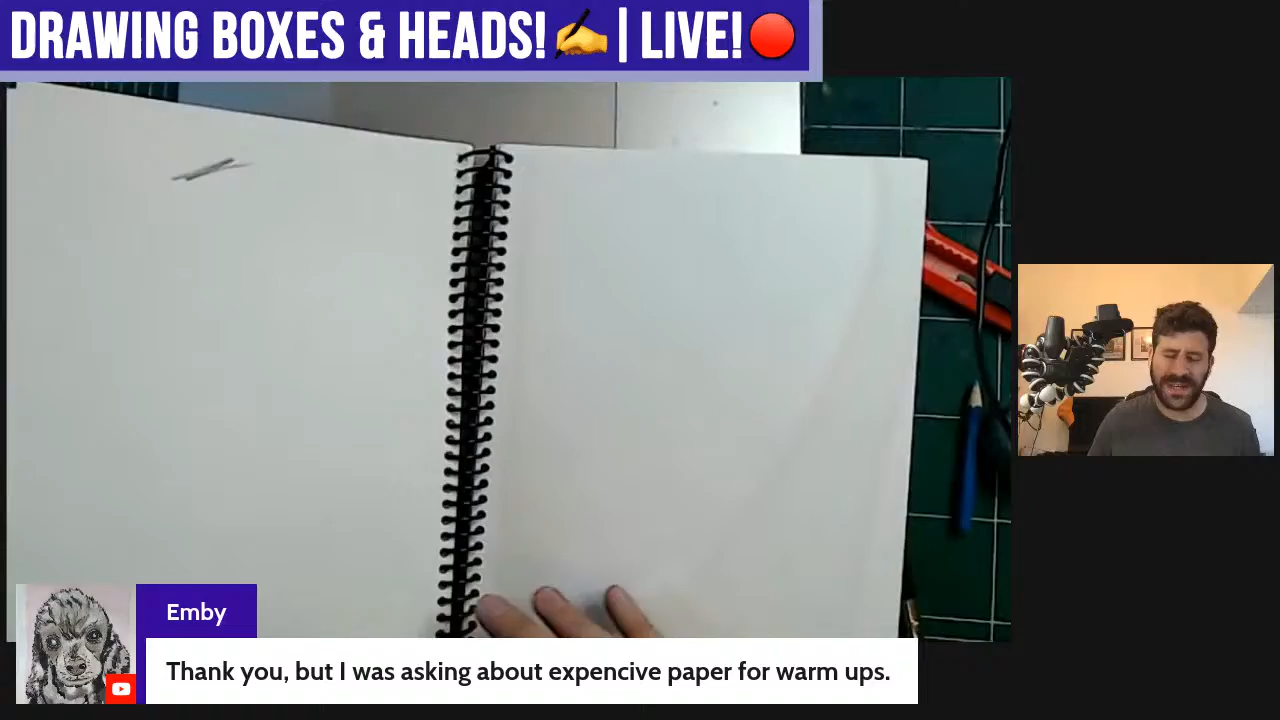 DRAWING BOXES & HEADS!✍️ | LIVE!🔴
Emby
Thank you, but I was asking about expencive paper for warm ups.